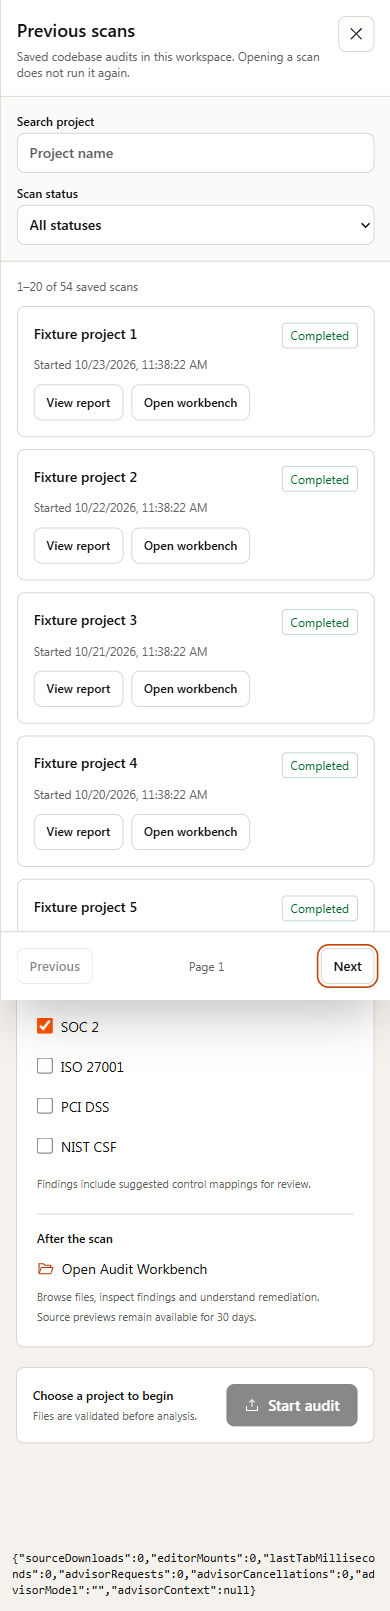 Previous scans
Saved codebase audits in this workspace. Opening a scan
does not run it again.
Search project
Project name
Scan status
All statuses
1–20 of 54 saved scans
Fixture project 1
Completed
Started 10/23/2026, 11:38:22 AM
View report
Open workbench
Fixture project 2
Completed
Started 10/22/2026, 11:38:22 AM
View report
Open workbench
Fixture project 3
Completed
Started 10/21/2026, 11:38:22 AM
View report
Open workbench
Fixture project 4
Completed
Started 10/20/2026, 11:38:22 AM
View report
Open workbench
Fixture project 5
Completed
Previous
Page 1
Next
SOC 2
ISO 27001
PCI DSS
NIST CSF
Findings include suggested control mappings for review.
After the scan
Open Audit Workbench
Browse files, inspect findings and understand remediation.
Source previews remain available for 30 days.
Choose a project to begin
Files are validated before analysis.
Start audit
{"sourceDownloads":0,"editorMounts":0,"lastTabMilliseco
nds":0,"advisorRequests":0,"advisorCancellations":0,"ad
visorModel":"","advisorContext":null}